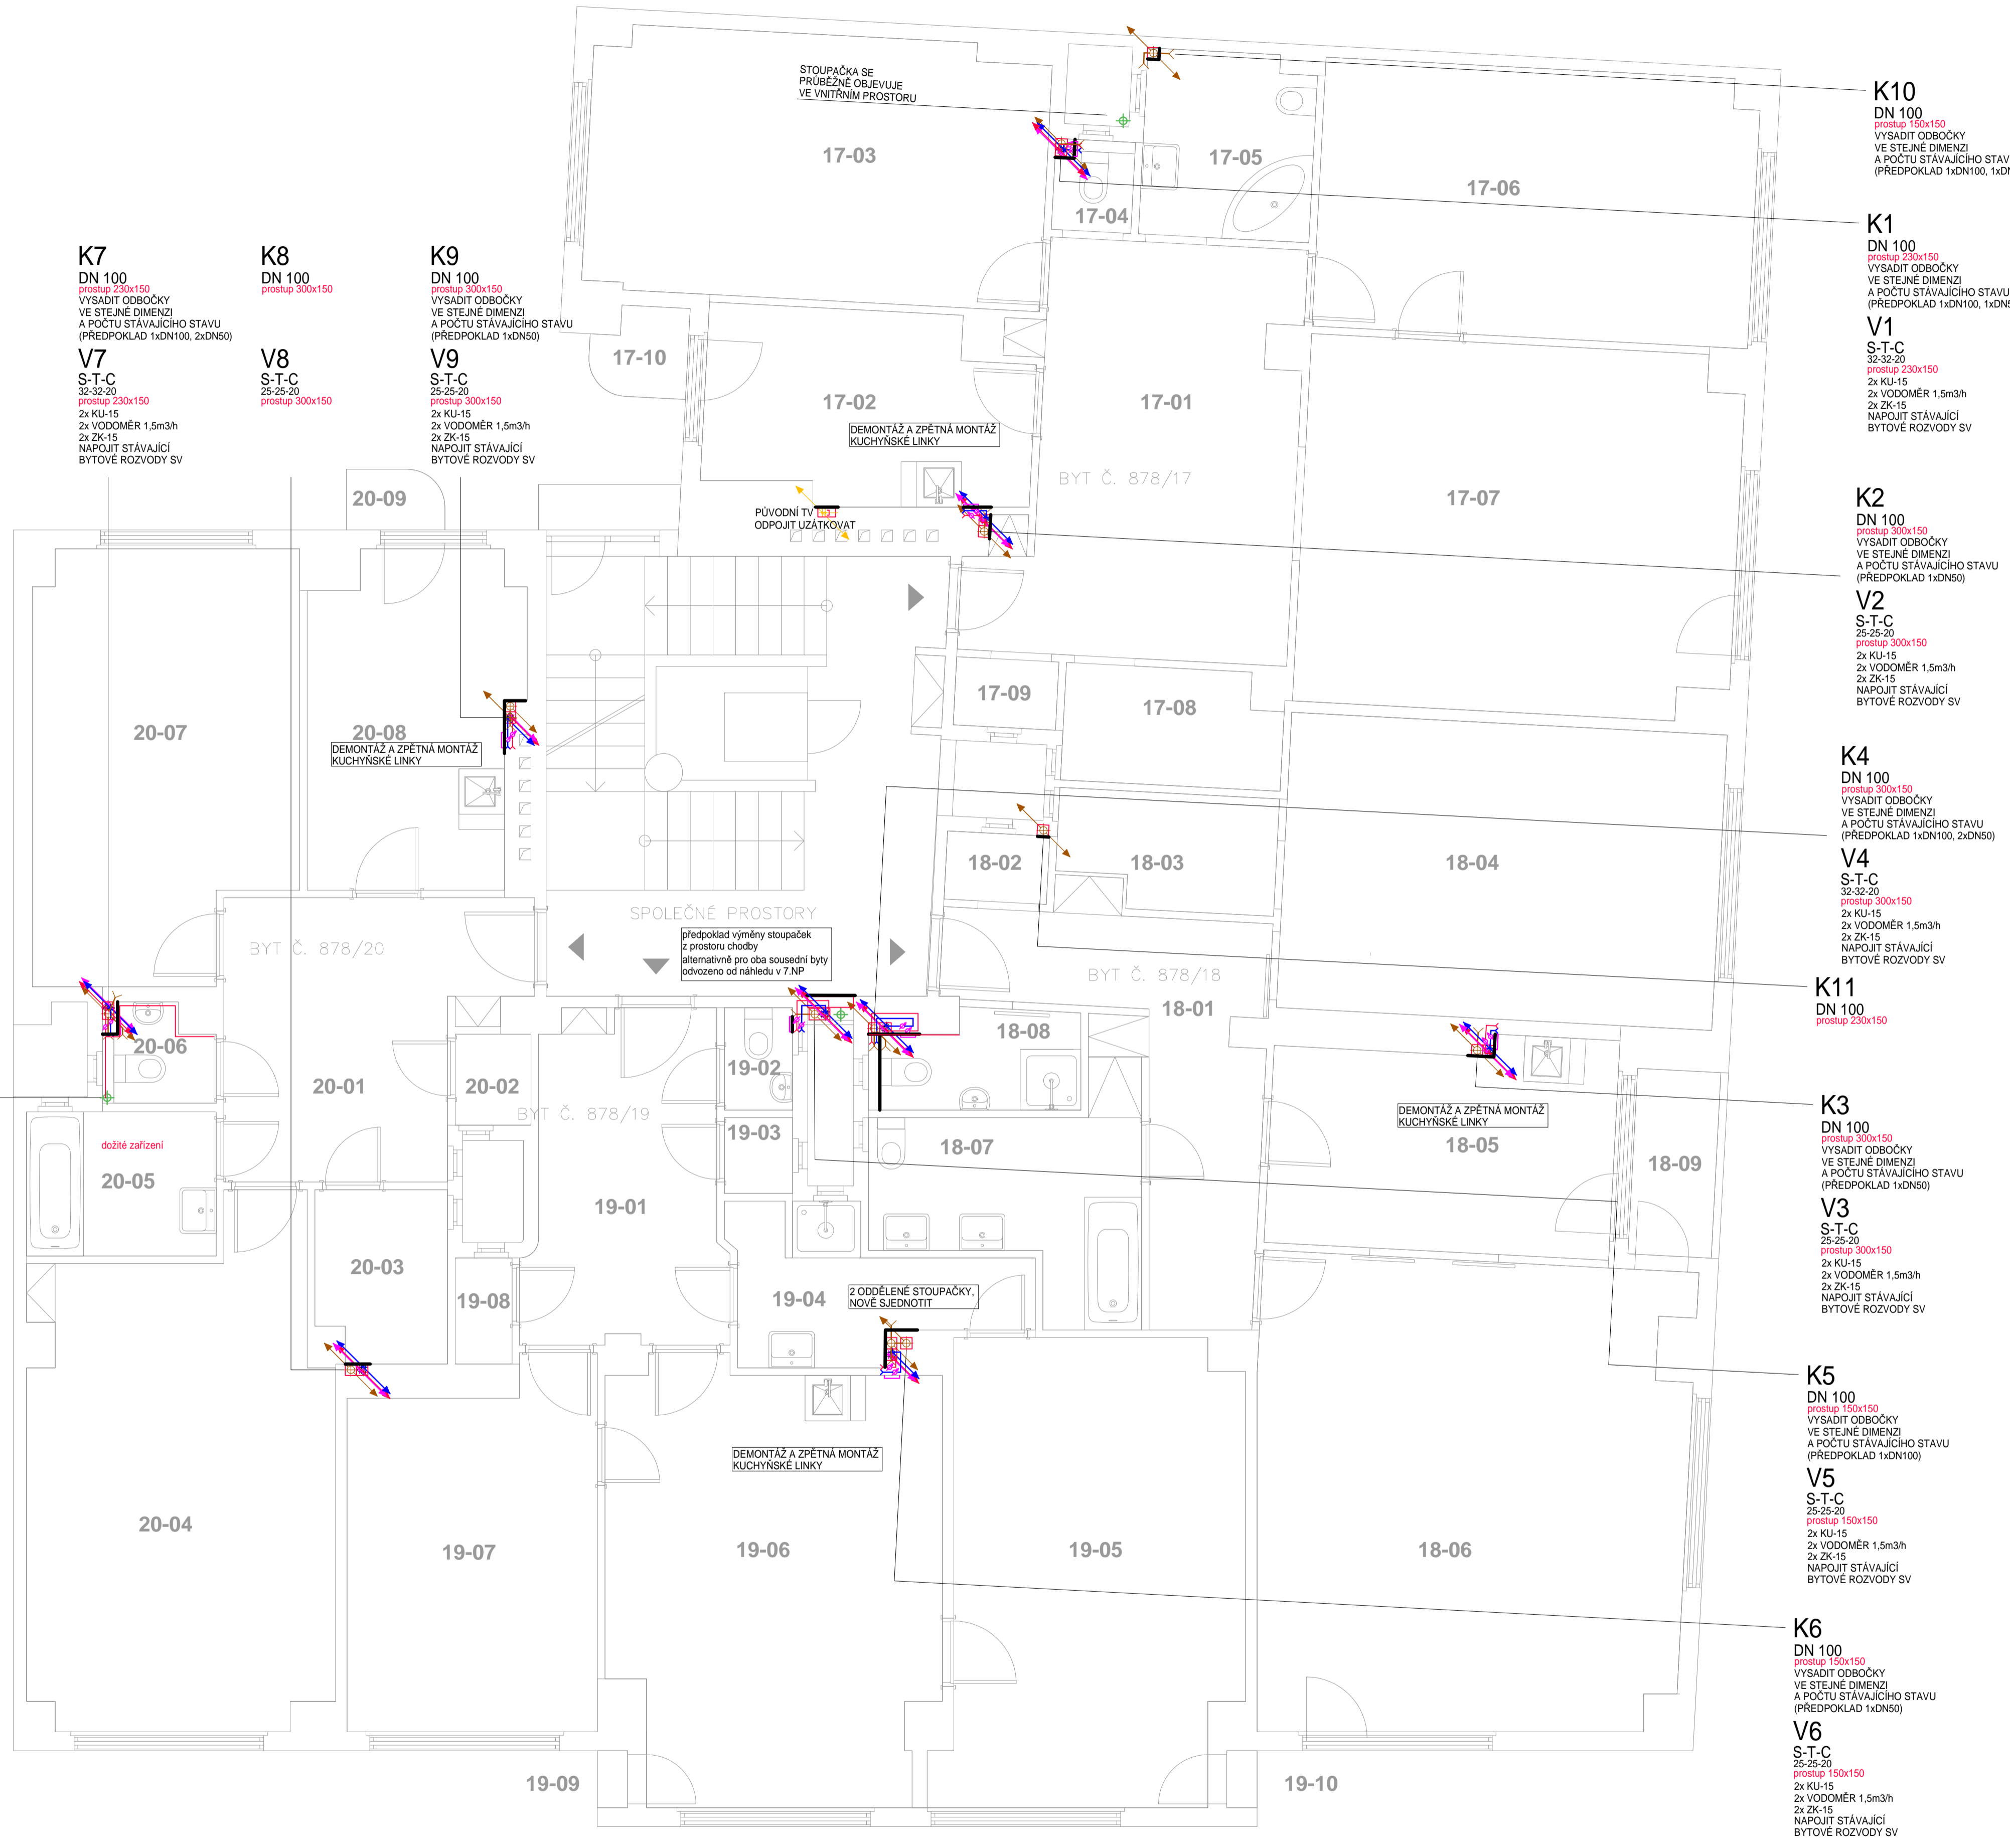 STOUPAČKA SE
PRŮBĚŽNĚ OBJEVUJE
VE VNITŘNÍM PROSTORU
K10
DN 100
prostup 150x150
VYSADIT ODBOČKY
VE STEJNÉ DIMENZI
A POČTU STÁVAJÍCÍHO STAV
(PŘEDPOKLAD 1xDN100, 1xDN
17-03
17-05
17-06
17-04
K1
DN 100
prostup 230x150
VYSADIT ODBOČKY
VE STEJNÉ DIMENZI
A POČTU STÁVAJÍCÍHO STAVU
(PŘEDPOKLAD 1xDN100, 1xDN5
V1
S-T-C
32-32-20
prostup 230x150
2x KU-15
2x VODOMĚR 1,5m3/h
2x ZK-15
NAPOJIT STÁVAJÍCÍ
BYTOVÉ ROZVODY SV
K7
DN 100
prostup 230x150
VYSADIT ODBOČKY
VE STEJNÉ DIMENZI
A POČTU STÁVAJÍCÍHO STAVU
(PŘEDPOKLAD 1xDN100, 2xDN50)
V7
S-T-C
32-32-20
prostup 230x150
2x KU-15
2x VODOMĚR 1,5m3/h
2x ZK-15
NAPOJIT STÁVAJÍCÍ
BYTOVÉ ROZVODY SV
K8
DN 100
prostup 300x150
V8
S-T-C
25-25-20
prostup 300x150
K9
DN 100
prostup 300x150
VYSADIT ODBOČKY
VE STEJNÉ DIMENZI
A POČTU STÁVAJÍCÍHO STAVU
(PŘEDPOKLAD 1xDN50)
V9
S-T-C
25-25-20
prostup 300x150
2x KU-15
2x VODOMĚR 1,5m3/h
2x ZK-15
NAPOJIT STÁVAJÍCÍ
BYTOVÉ ROZVODY SV
17-10
17-02
17-01
DEMONTÁŽ A ZPĚTNÁ MONTÁŽ
KUCHYŇSKÉ LINKY
BYT Č. 878/17
17-07
20-09
PŮVODNÍ TV
ODPOJIT UZÁTKOVAT
K2
DN 100
prostup 300x150
VYSADIT ODBOČKY
VE STEJNÉ DIMENZI
A POČTU STÁVAJÍCÍHO STAVU
(PŘEDPOKLAD 1xDN50)
V2
S-T-C
25-25-20
prostup 300x150
2x KU-15
2x VODOMĚR 1,5m3/h
2x ZK-15
NAPOJIT STÁVAJÍCÍ
BYTOVÉ ROZVODY SV
17-09
17-08
20-07
20-08
DEMONTÁŽ A ZPĚTNÁ MONTÁŽ
KUCHYŇSKÉ LINKY
K4
DN 100
prostup 300x150
VYSADIT ODBOČKY
VE STEJNÉ DIMENZI
A POČTU STÁVAJÍCÍHO STAVU
(PŘEDPOKLAD 1xDN100, 2xDN50)
V4
S-T-C
32-32-20
prostup 300x150
2x KU-15
2x VODOMĚR 1,5m3/h
2x ZK-15
NAPOJIT STÁVAJÍCÍ
BYTOVÉ ROZVODY SV
18-02
18-03
18-04
SPOLEČNÉ PROSTORY
předpoklad výměny stoupaček
z prostoru chodby
alternativně pro oba sousední byty
odvozeno od náhledu v 7.NP
BYT Č. 878/20
BYT Č. 878/18
18-01
K11
DN 100
prostup 230x150
18-08
20-06
20-01
20-02
19-02
BYT Č. 878/19
19-03
18-07
DEMONTÁŽ A ZPĚTNÁ MONTÁŽ
KUCHYŇSKÉ LINKY
18-05
18-09
K3
DN 100
prostup 300x150
VYSADIT ODBOČKY
VE STEJNÉ DIMENZI
A POČTU STÁVAJÍCÍHO STAVU
(PŘEDPOKLAD 1xDN50)
V3
S-T-C
25-25-20
prostup 300x150
2x KU-15
2x VODOMĚR 1,5m3/h
2x ZK-15
NAPOJIT STÁVAJÍCÍ
BYTOVÉ ROZVODY SV
dožité zařízení
20-05
19-01
20-03
19-08
19-04
2 ODDĚLENÉ STOUPAČKY,
NOVĚ SJEDNOTIT
K5
DN 100
prostup 150x150
VYSADIT ODBOČKY
VE STEJNÉ DIMENZI
A POČTU STÁVAJÍCÍHO STAVU
(PŘEDPOKLAD 1xDN100)
V5
S-T-C
25-25-20
prostup 150x150
2x KU-15
2x VODOMĚR 1,5m3/h
2x ZK-15
NAPOJIT STÁVAJÍCÍ
BYTOVÉ ROZVODY SV
DEMONTÁŽ A ZPĚTNÁ MONTÁŽ
KUCHYŇSKÉ LINKY
20-04
19-07
19-06
19-05
18-06
K6
DN 100
prostup 150x150
VYSADIT ODBOČKY
VE STEJNÉ DIMENZI
A POČTU STÁVAJÍCÍHO STAVU
(PŘEDPOKLAD 1xDN50)
V6
S-T-C
25-25-20
prostup 150x150
2x KU-15
2x VODOMĚR 1,5m3/h
2x ZK-15
NAPOJIT STÁVAJÍCÍ
BYTOVÉ ROZVODY SV
19-09
19-10